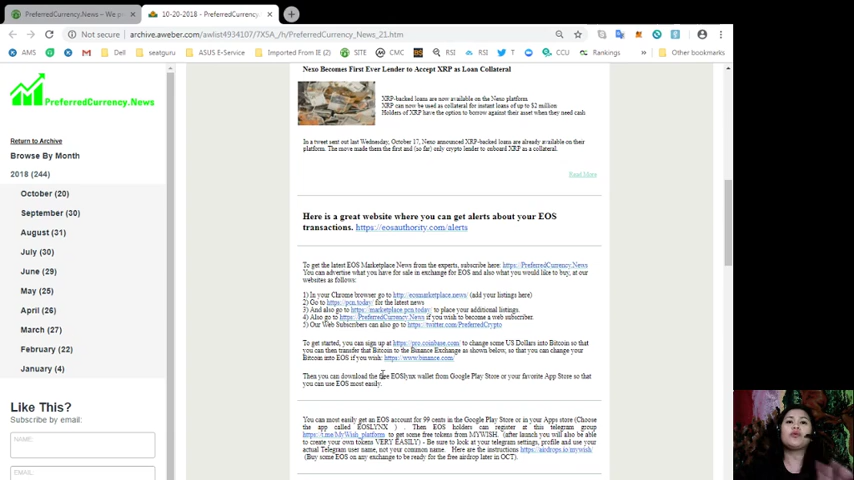 PreferredCurrency.News – We p
10-20-2018 - PreferredCurrency.N
Not secure
archive.aweber.com/awlist4934107/7XSA_/h/PreferredCurrency_News_21.htm
AMS
Dell
seatguru
ASUS E-Service
Imported From IE (2)
SITE
CMC
BS
RSI
RSI
T
CCU
Rankings
Other bookmarks
PreferredCurrency.News
Return to Archive
Browse By Month
2018 (244)
October (20)
September (30)
August (31)
July (30)
June (29)
May (25)
April (26)
March (27)
February (22)
January (4)
Like This?
Subscribe by email:
NAME:
EMAIL
Nexo Becomes First Ever Lender to Accept XRP as Loan Collateral
XRP-backed loans are now available on the Nexo platform.
XRP can now be used as collateral for instant loans of up to $2 million
Holders of XRP have the option to borrow against their asset when they need cash
In a tweet sent out last Wednesday, October 17, Nexo announced XRP-backed loans are already available on their
platform. The move made them the first and (so far) only crypto lender to onboard XRP as a collateral.
Read More
Here is a great website where you can get alerts about your EOS
transactions. https://eosauthority.com/alerts
To get the latest EOS Marketplace News from the experts, subscribe here: https://PreferredCurrency.News
You can advertise what you have for sale in exchange for EOS and also what you would like to buy, at our
websites as follows:
1) In your Chrome browser go to http://eosmarketplace.news/ (add your listings here)
2) Go to https://pcn.today/ for the latest news
3) And also go to https://marketplace.pcn.today/ to place your additional listings.
4) Also go to https://PreferredCurrency.News if you wish to become a web subscriber.
5) Our Web Subscribers can also go to https://twitter.com/PreferredCrypto
To get started, you can sign up at https://pro.coinbase.com/ to change some US Dollars into Bitcoin so that
you can then transfer that Bitcoin to the Binance Exchange as shown below, so that you can change your
Bitcoin into EOS if you wish: https://www.binance.com/
Then you can download the free EOSlynx wallet from Google Play Store or your favorite App Store so that
you can use EOS most easily.
You can most easily get an EOS account for 99 cents in the Google Play Store or in your Apps store (Choose
the app called EOSLYNX ) . Then EOS holders can register at this telegram group
https://t.me/MyWish_platform to get some free tokens from MYWISH. (after launch you will also be able
to create your own tokens VERY EASILY) - Be sure to look at your telegram settings, profile and use your
actual Telegram user name, not your common name. Here are the instructions https://airdrops.io/mywish/
(Buy some EOS on any exchange to be ready for the free airdrop later in OCT).